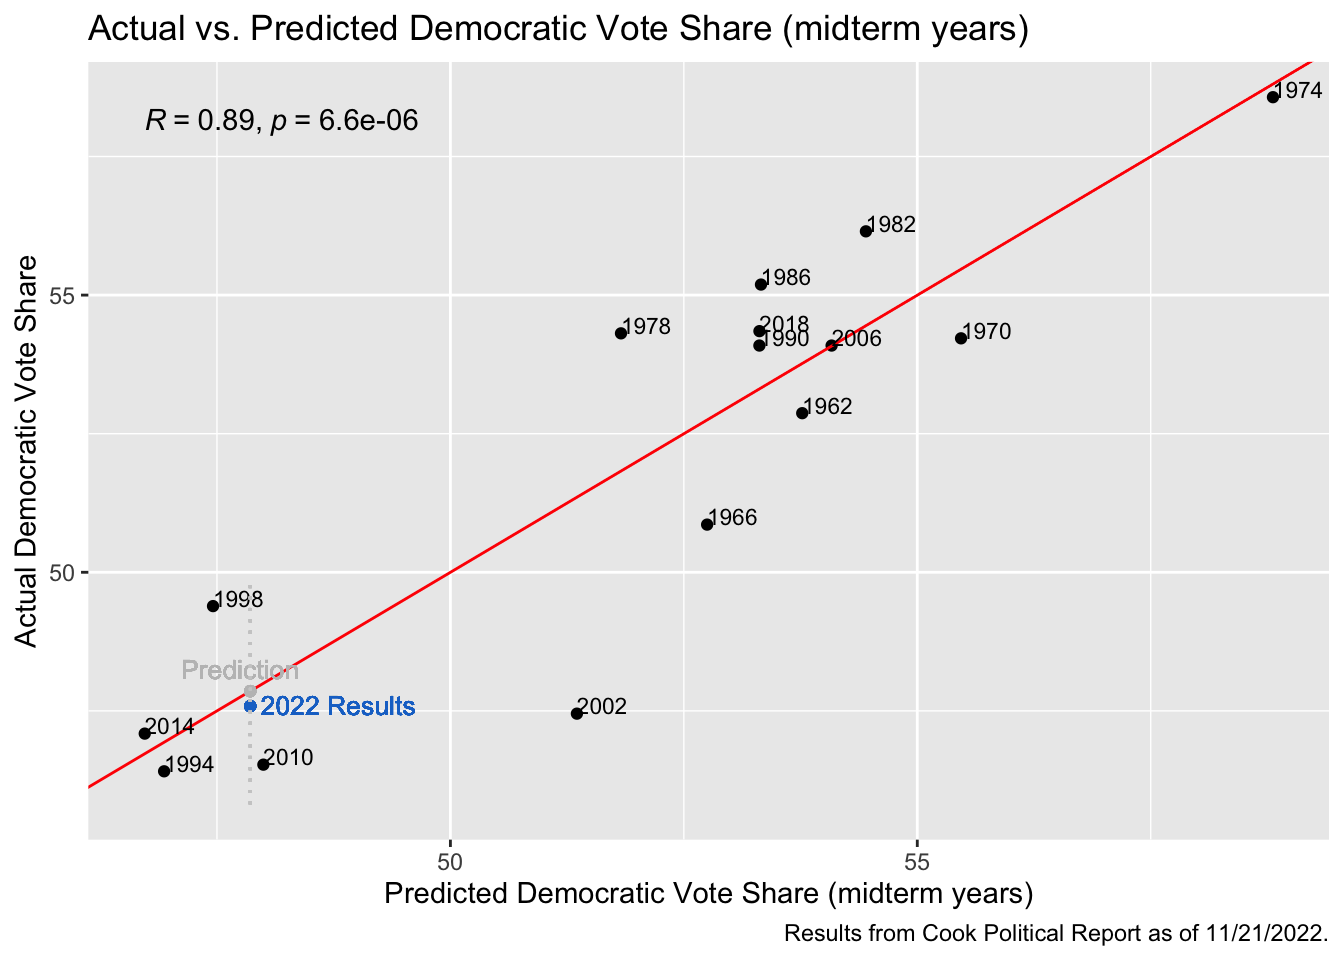 Actual vs. Predicted Democratic Vote Share (midterm years)
R = 0.89, p = 6.6e-06
1974
1982
1986
1978
2018
1990
2006
1970
1962
1966
1998
Prediction
2022 Results
2002
2014
1994
2010
55
50
Actual Democratic Vote Share
50
55
Predicted Democratic Vote Share (midterm years)
Results from Cook Political Report as of 11/21/2022.